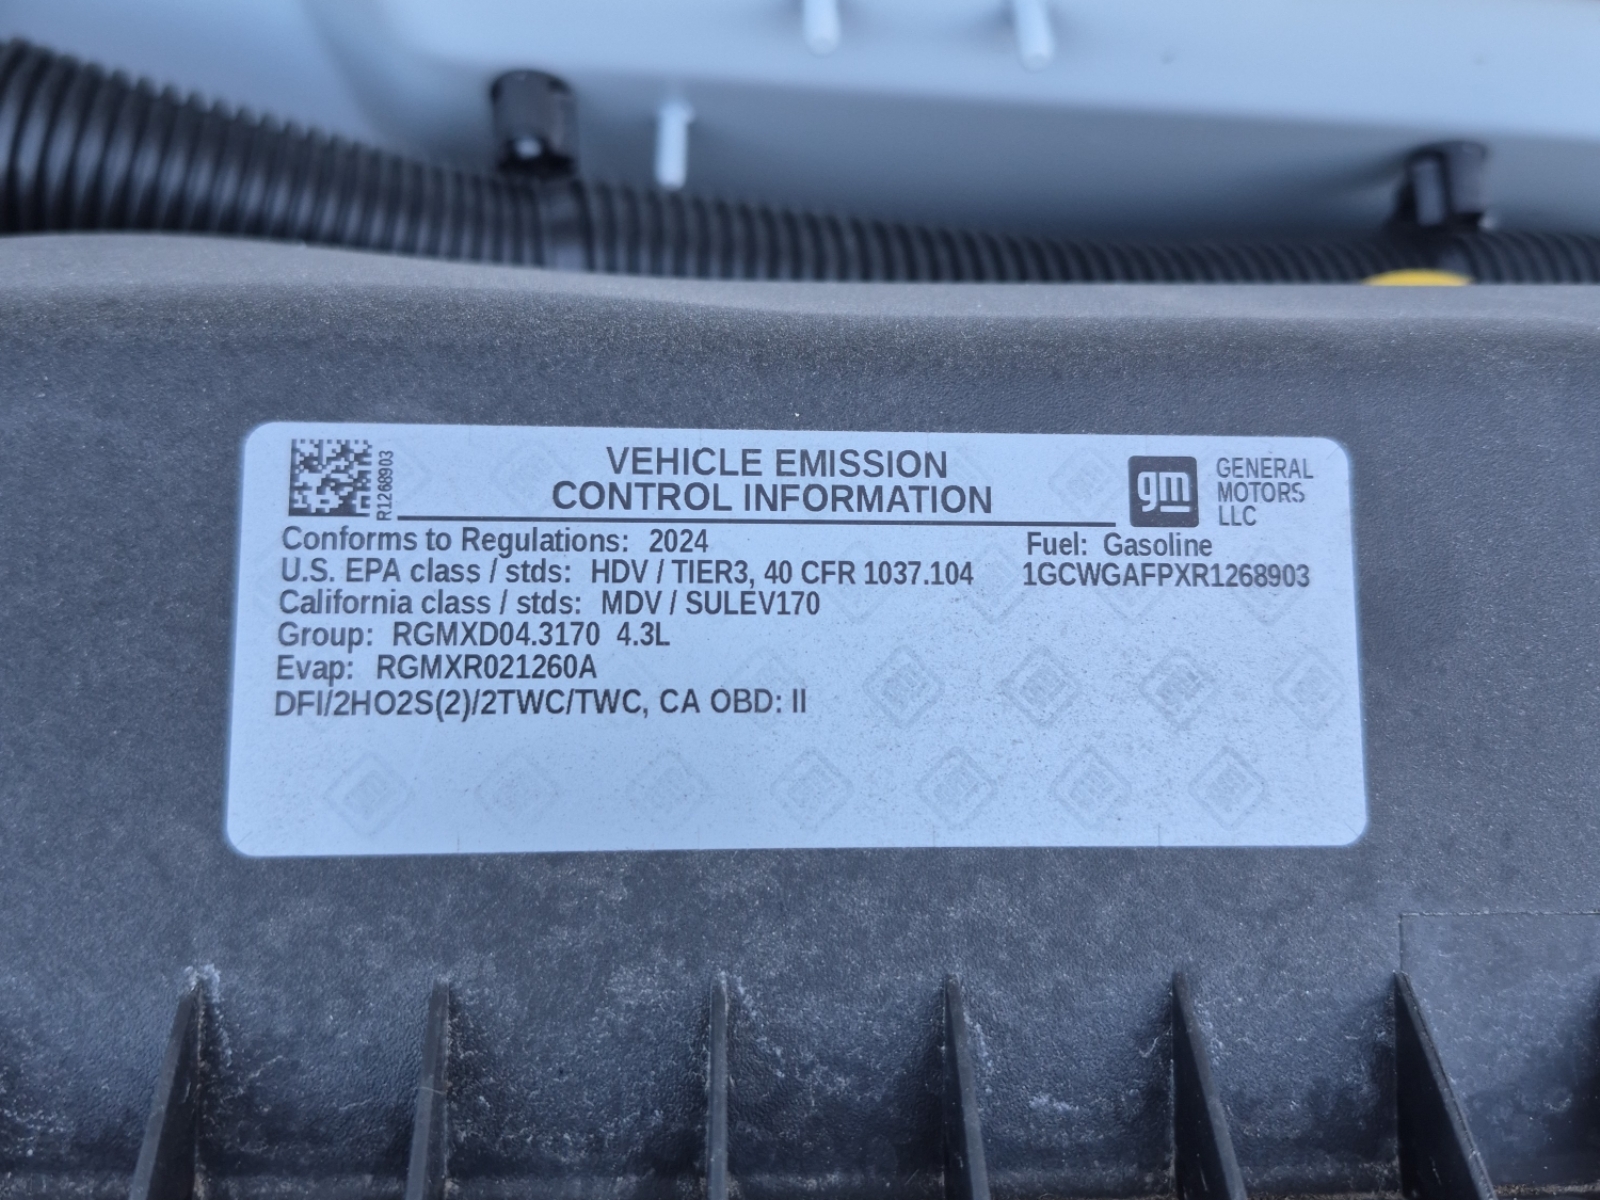 R1268903
VEHICLE EMISSION
CONTROL INFORMATION
gm
GENERAL
MOTORS
LLC
Conforms to Regulations: 2024
Fuel: Gasoline
U.S. EPA class / stds: HDV / TIER3, 40 CFR 1037.104
1GCWGAFPXR1268903
California class / stds: MDV / SULEV170
Group: RGMXD04.3170 4.3L
Evap: RGMXR021260A
DFI/2HO2S(2)/2TWC/TWC, CA OBD: II